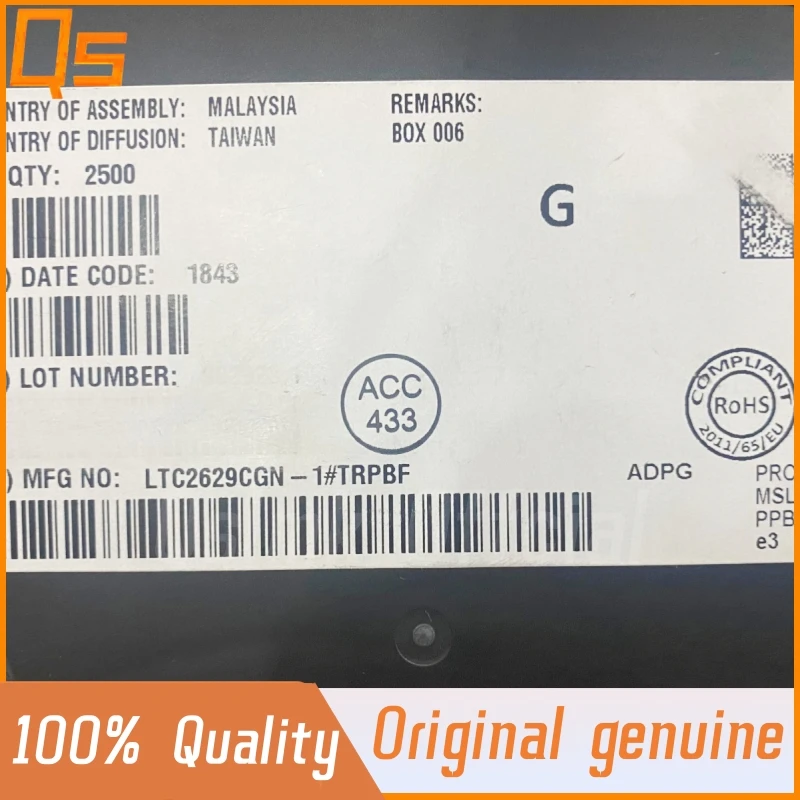 Qs
NTRY OF ASSEMBLY: MALAYSIA
NTRY OF DIFFUSION: TAIWAN
REMARKS:
BOX 006
QTY: 2500
G
) DATE CODE: 1843
) LOT NUMBER:
ACC
433
COMPLIANT
RoHS
2011/65/EU
) MFG NO: LTC2629CGN-1#TRPBF
ADPG
PRO
MSL
PPB
e3
100% Quality
Original genuine